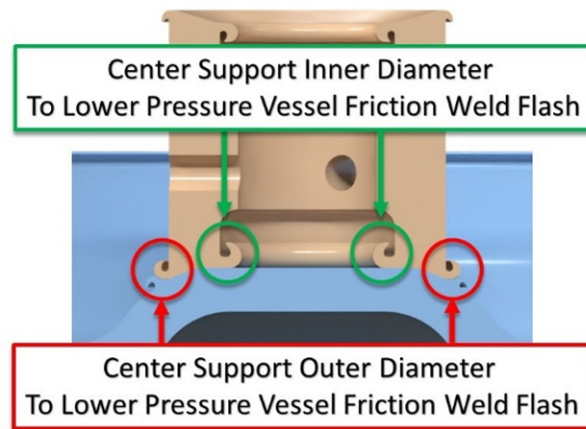 Center Support Inner Diameter
To Lower Pressure Vessel Friction Weld Flash
Center Support Outer Diameter
To Lower Pressure Vessel Friction Weld Flash